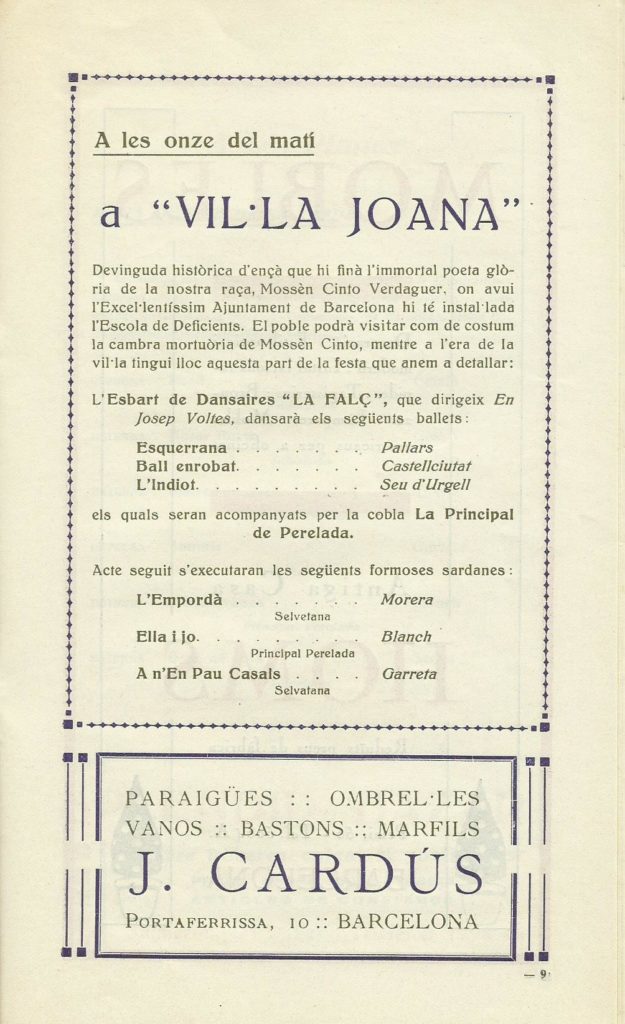 A les onze del matí
a “VIL·LA JOANA”
Devinguda històrica d'ençà que hi finà l'immortal poeta glò-
ria de la nostra raça, Mossèn Cinto Verdaguer, on avui
l'Excel·lentíssim Ajuntament de Barcelona hi té instal·lada
l'Escola de Deficients. El poble podrà visitar com de costum
la cambra mortuòria de Mossèn Cinto, mentre a l'era de la
vil·la tingui lloc aquesta part de la festa que anem a detallar:
L'Esbart de Dansaires “LA FALÇ”, que dirigeix En
Josep Voltes, dansarà els següents ballets:
Esquerrana . . . . . . . Pallars
Ball enrobat. . . . . . . Castellciutat
L'Indiot. . . . . . . . . Seu d'Urgell
els quals seran acompanyats per la cobla La Principal
de Perelada.
Acte seguit s'executaran les següents formoses sardanes:
L'Empordà . . . . . . . Morera
Selvetana
Ella i jo. . . . . . . . . Blanch
Principal Perelada
A n'En Pau Casals . . . . Garreta
Selvatana
PARAIGÜES :: OMBREL·LES
VANOS :: BASTONS :: MARFILS
J. CARDÚS
PORTAFERRISSA, 10 :: BARCELONA
— 9